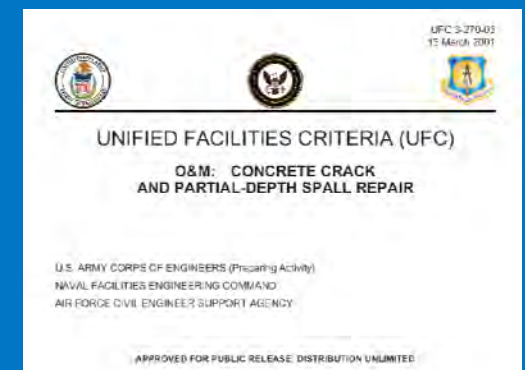 UFC 3-270-03
15 March 2001
UNIFIED FACILITIES CRITERIA (UFC)
O&M: CONCRETE CRACK
AND PARTIAL-DEPTH SPALL REPAIR
U.S. ARMY CORPS OF ENGINEERS (Preparing Activity)
NAVAL FACILITIES ENGINEERING COMMAND
AIR FORCE CIVIL ENGINEER SUPPORT AGENCY
APPROVED FOR PUBLIC RELEASE: DISTRIBUTION UNLIMITED